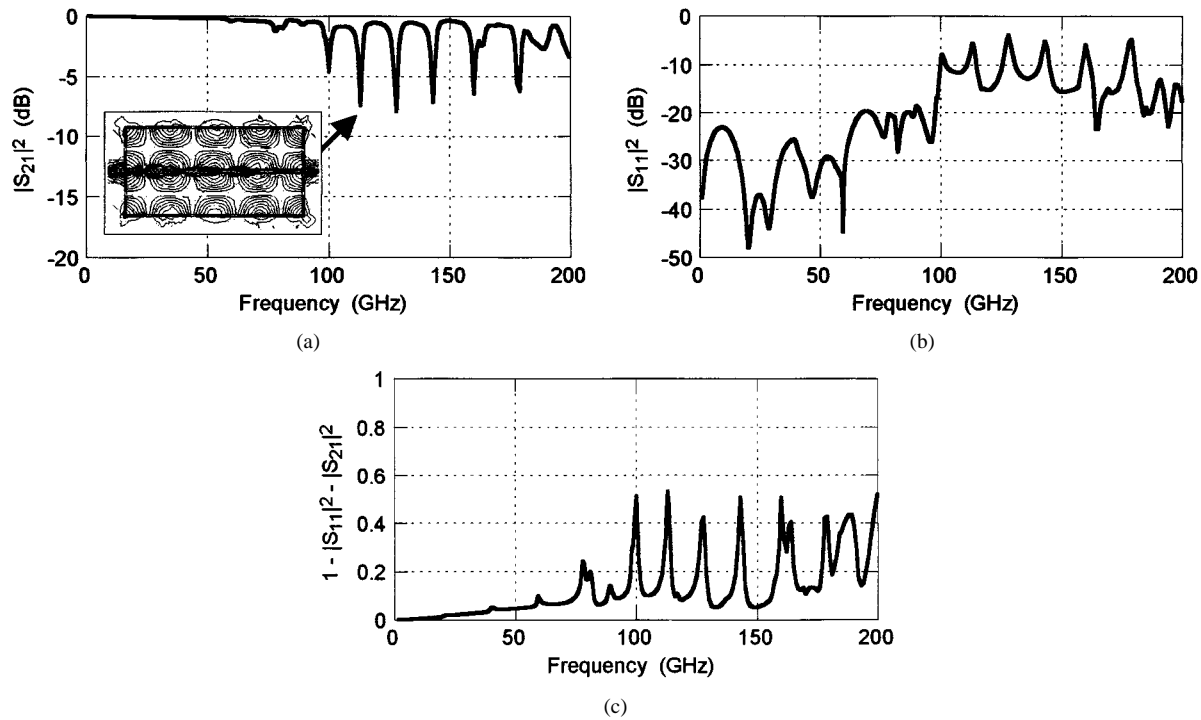 |S21|² (dB)
0
-5
-10
-15
-20
0 50 100 150 200
Frequency (GHz)
(a)
|S11|² (dB)
0
-10
-20
-30
-40
-50
0 50 100 150 200
Frequency (GHz)
(b)
1 - |S11|² - |S21|²
1
0.8
0.6
0.4
0.2
0
50 100 150 200
Frequency (GHz)
(c)